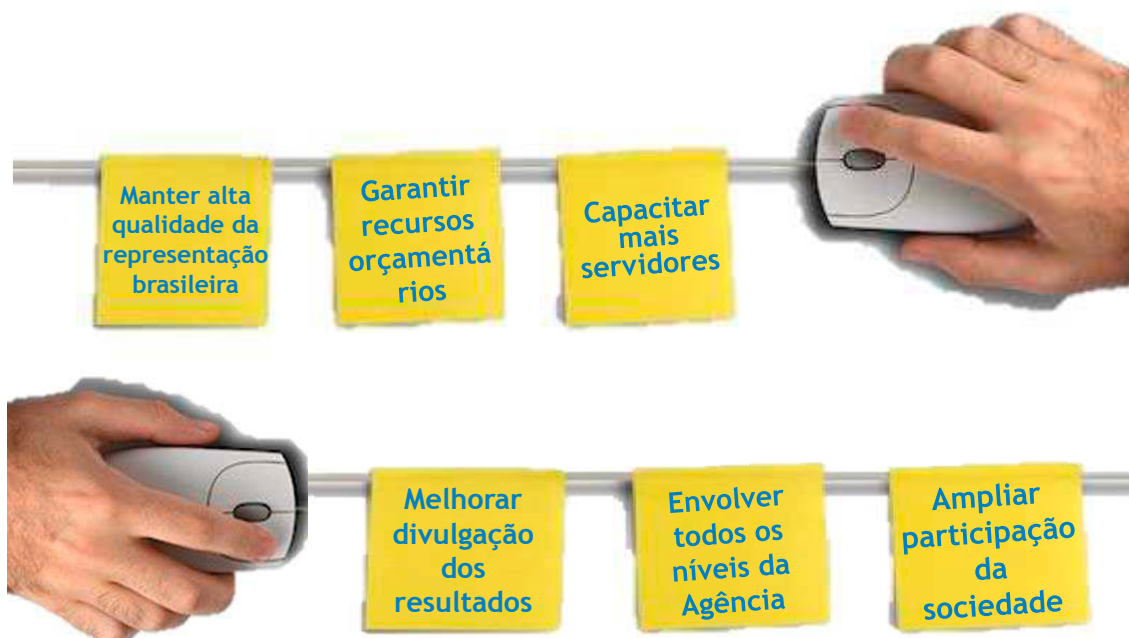 Manter alta
qualidade da
representação
brasileira
Garantir
recursos
orçamentá
rios
Capacitar
mais
servidores
Melhorar
divulgação
dos
resultados
Envolver
todos os
níveis da
Agência
Ampliar
participação
da
sociedade